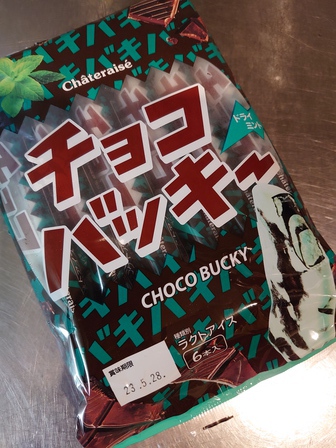 Châteraisé
チョコ
バッキー
ドライ
ミント
CHOCO BUCKY
種類別
ラクトアイス
6本入
賞味期限
23.5.28.